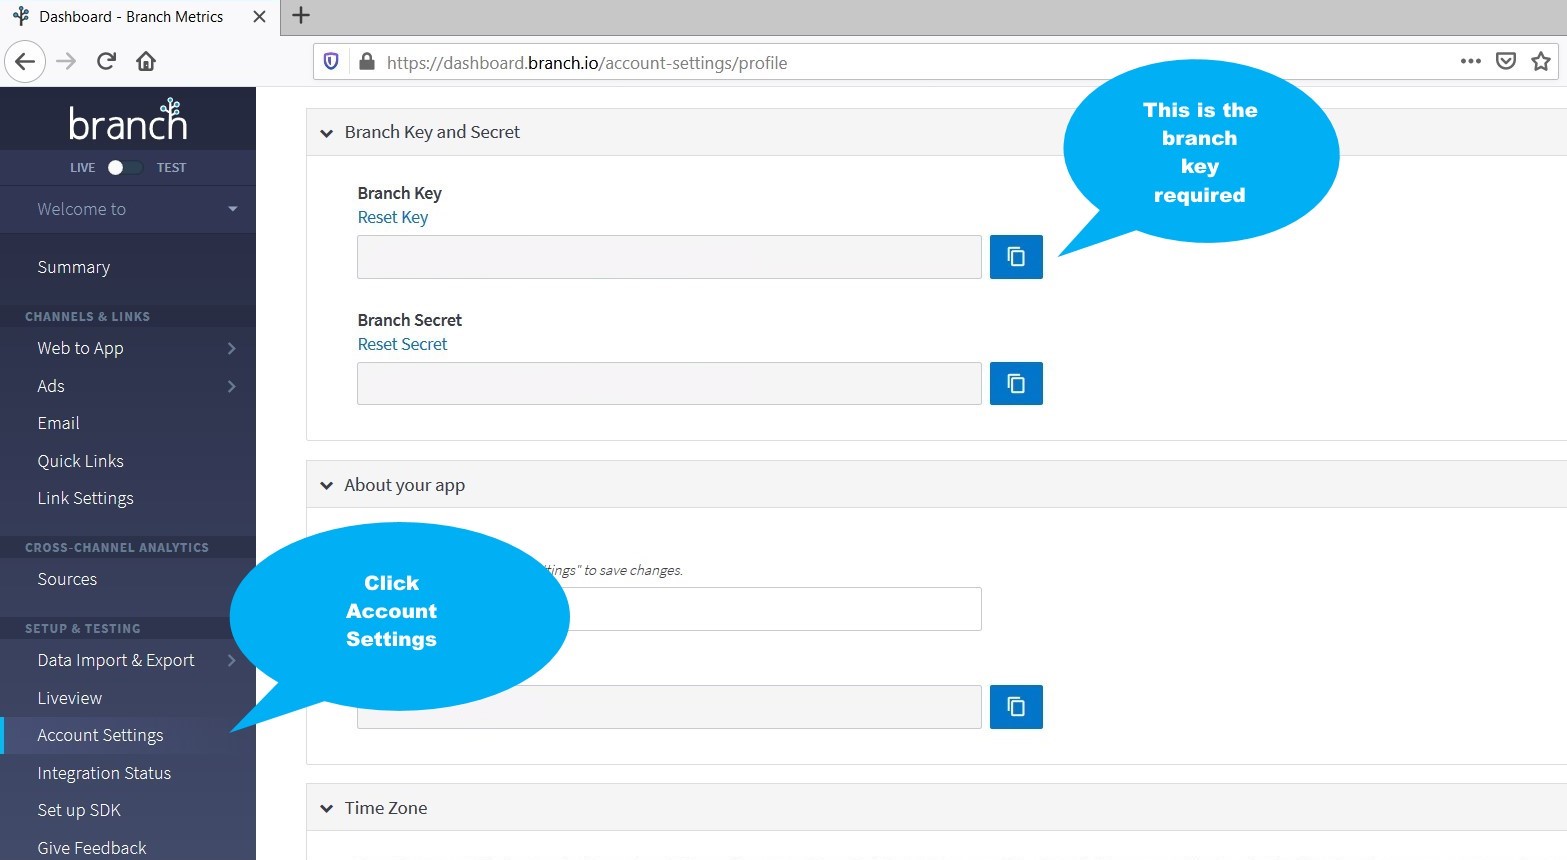 Dashboard - Branch Metrics
https://dashboard.branch.io/account-settings/profile
branch
LIVE TEST
Welcome to
Summary
CHANNELS & LINKS
Web to App
Ads
Email
Quick Links
Link Settings
CROSS-CHANNEL ANALYTICS
Sources
SETUP & TESTING
Data Import & Export
Liveview
Account Settings
Integration Status
Set up SDK
Give Feedback
Branch Key and Secret
Branch Key
Reset Key
Branch Secret
Reset Secret
This is the
branch
key
required
About your app
to save changes.
Click
Account
Settings
Time Zone